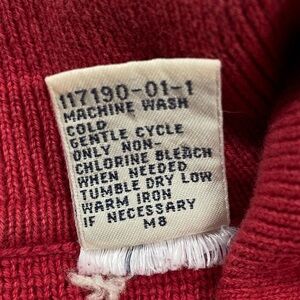 117190-01-1
MACHINE WASH
COLD
GENTLE CYCLE
ONLY NON-
CHLORINE BLEACH
WHEN NEEDED
TUMBLE DRY LOW
WARM IRON
IF NECESSARY
M8